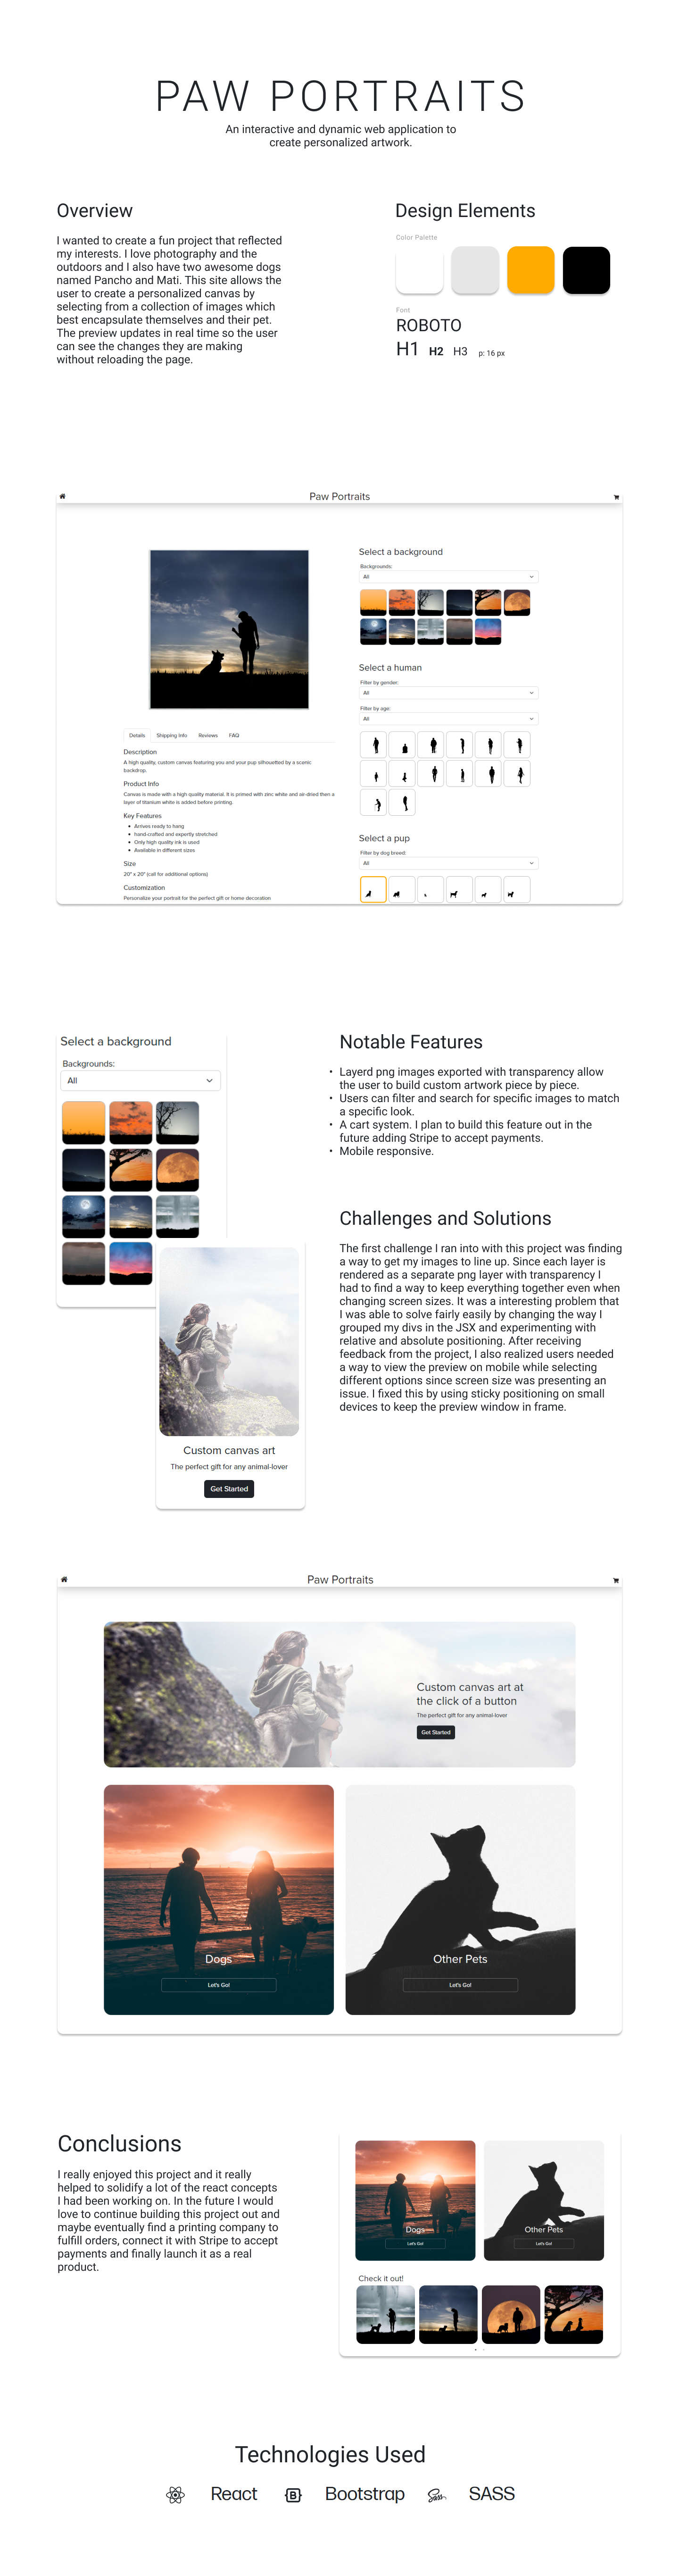 PAW PORTRAITS
An interactive and dynamic web application to
create personalized artwork.
Overview
I wanted to create a fun project that reflected
my interests. I love photography and the
outdoors and I also have two awesome dogs
named Pancho and Mati. This site allows the
user to create a personalized canvas by
selecting from a collection of images which
best encapsulate themselves and their pet.
The preview updates in real time so the user
can see the changes they are making
without reloading the page.
Design Elements
Color Palette
Font
ROBOTO
H1 H2 H3 p: 16 px
Paw Portraits
Details Shipping Info Reviews FAQ
Description
A high quality, custom canvas featuring you and your pup silhouetted by a scenic
backdrop.
Product Info
Canvas is made with a high quality material. It is primed with zinc white and air-dried then a
layer of titanium white is added before printing.
Key Features
• Arrives ready to hang
• hand-crafted and expertly stretched
• Only high quality ink is used
• Available in different sizes
Size
20" x 20" (call for additional options)
Customization
Personalize your portrait for the perfect gift or home decoration
Select a background
Backgrounds:
All
Select a human
Filter by gender:
All
Filter by age:
All
Select a pup
Filter by dog breed:
All
Select a background
Backgrounds:
All
Custom canvas art
The perfect gift for any animal-lover
Get Started
Notable Features
• Layerd png images exported with transparency allow
the user to build custom artwork piece by piece.
• Users can filter and search for specific images to match
a specific look.
• A cart system. I plan to build this feature out in the
future adding Stripe to accept payments.
• Mobile responsive.
Challenges and Solutions
The first challenge I ran into with this project was finding
a way to get my images to line up. Since each layer is
rendered as a separate png layer with transparency I
had to find a way to keep everything together even when
changing screen sizes. It was a interesting problem that
I was able to solve fairly easily by changing the way I
grouped my divs in the JSX and experimenting with
relative and absolute positioning. After receiving
feedback from the project, I also realized users needed
a way to view the preview on mobile while selecting
different options since screen size was presenting an
issue. I fixed this by using sticky positioning on small
devices to keep the preview window in frame.
Paw Portraits
Custom canvas art at
the click of a button
The perfect gift for any animal-lover
Get Started
Dogs
Let's Go!
Other Pets
Let's Go!
Conclusions
I really enjoyed this project and it really
helped to solidify a lot of the react concepts
I had been working on. In the future I would
love to continue building this project out and
maybe eventually find a printing company to
fulfill orders, connect it with Stripe to accept
payments and finally launch it as a real
product.
Dogs
Let's Go!
Other Pets
Let's Go!
Check it out!
Technologies Used
React B Bootstrap Sass SASS